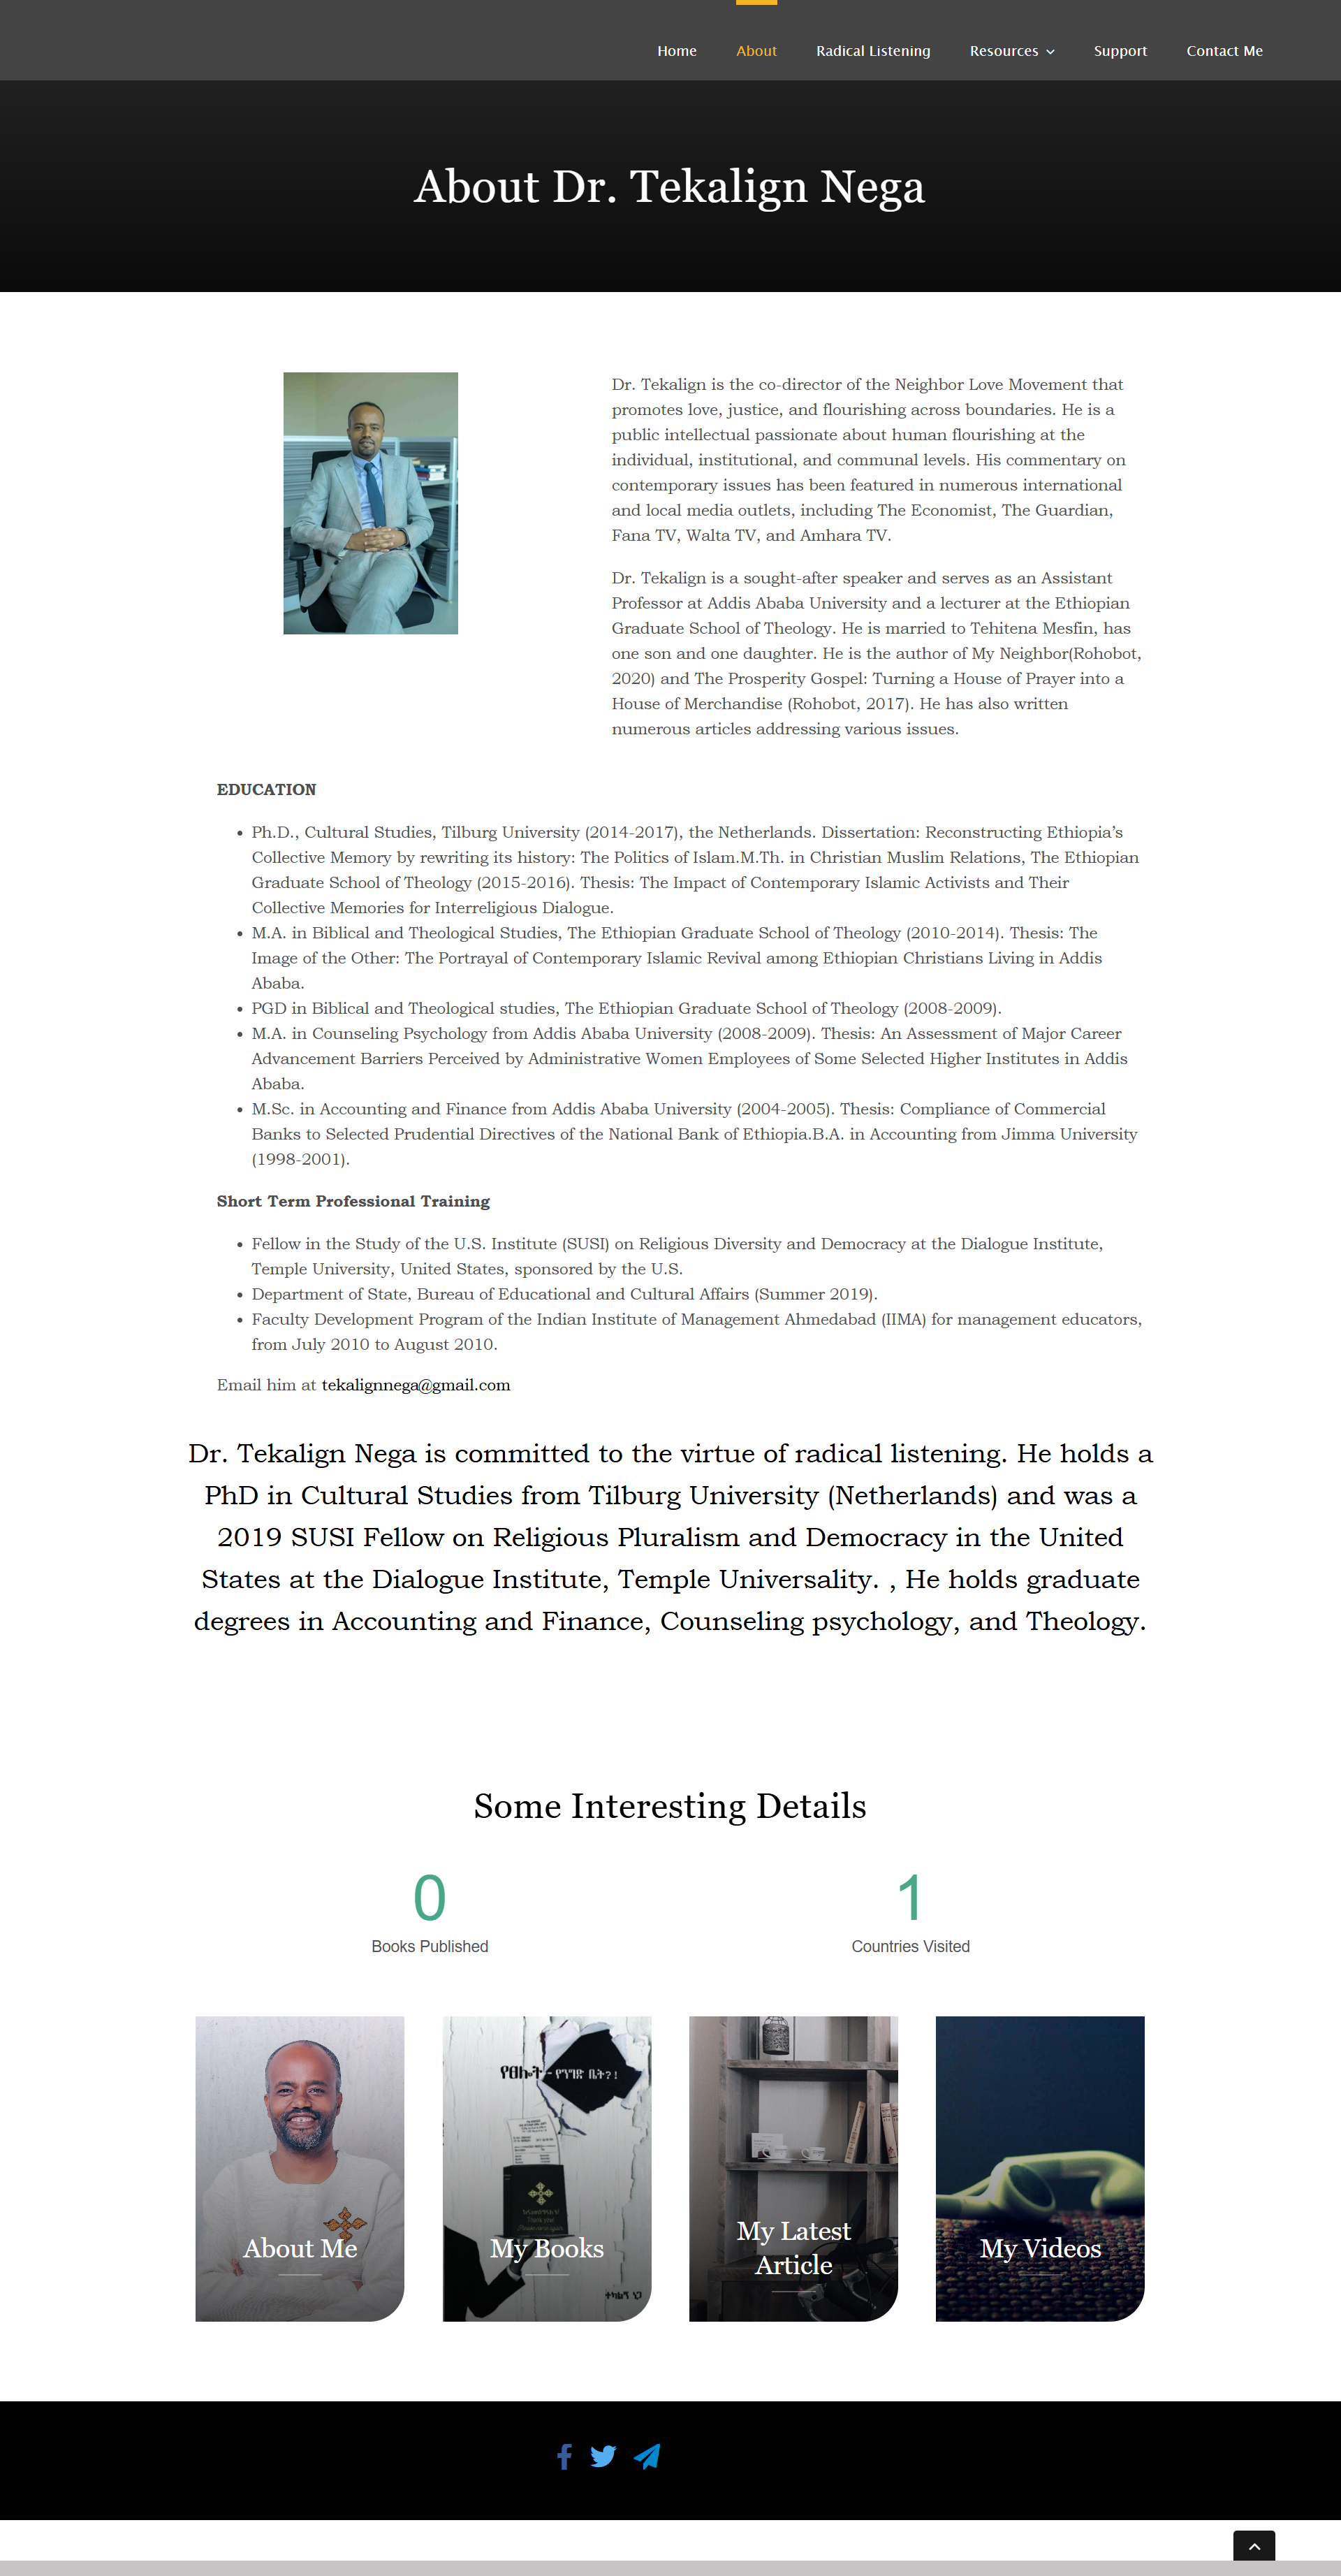 Home About Radical Listening Resources Support Contact Me
About Dr. Tekalign Nega
Dr. Tekalign is the co-director of the Neighbor Love Movement that
promotes love, justice, and flourishing across boundaries. He is a
public intellectual passionate about human flourishing at the
individual, institutional, and communal levels. His commentary on
contemporary issues has been featured in numerous international
and local media outlets, including The Economist, The Guardian,
Fana TV, Walta TV, and Amhara TV.
Dr. Tekalign is a sought-after speaker and serves as an Assistant
Professor at Addis Ababa University and a lecturer at the Ethiopian
Graduate School of Theology. He is married to Tehitena Mesfin, has
one son and one daughter. He is the author of My Neighbor(Rohobot,
2020) and The Prosperity Gospel: Turning a House of Prayer into a
House of Merchandise (Rohobot, 2017). He has also written
numerous articles addressing various issues.
EDUCATION
• Ph.D., Cultural Studies, Tilburg University (2014-2017), the Netherlands. Dissertation: Reconstructing Ethiopia’s
Collective Memory by rewriting its history: The Politics of Islam.M.Th. in Christian Muslim Relations, The Ethiopian
Graduate School of Theology (2015-2016). Thesis: The Impact of Contemporary Islamic Activists and Their
Collective Memories for Interreligious Dialogue.
• M.A. in Biblical and Theological Studies, The Ethiopian Graduate School of Theology (2010-2014). Thesis: The
Image of the Other: The Portrayal of Contemporary Islamic Revival among Ethiopian Christians Living in Addis
Ababa.
• PGD in Biblical and Theological studies, The Ethiopian Graduate School of Theology (2008-2009).
• M.A. in Counseling Psychology from Addis Ababa University (2008-2009). Thesis: An Assessment of Major Career
Advancement Barriers Perceived by Administrative Women Employees of Some Selected Higher Institutes in Addis
Ababa.
• M.Sc. in Accounting and Finance from Addis Ababa University (2004-2005). Thesis: Compliance of Commercial
Banks to Selected Prudential Directives of the National Bank of Ethiopia.B.A. in Accounting from Jimma University
(1998-2001).
Short Term Professional Training
• Fellow in the Study of the U.S. Institute (SUSI) on Religious Diversity and Democracy at the Dialogue Institute,
Temple University, United States, sponsored by the U.S.
• Department of State, Bureau of Educational and Cultural Affairs (Summer 2019).
• Faculty Development Program of the Indian Institute of Management Ahmedabad (IIMA) for management educators,
from July 2010 to August 2010.
Email him at tekalignnega@gmail.com
Dr. Tekalign Nega is committed to the virtue of radical listening. He holds a
PhD in Cultural Studies from Tilburg University (Netherlands) and was a
2019 SUSI Fellow on Religious Pluralism and Democracy in the United
States at the Dialogue Institute, Temple Universality. , He holds graduate
degrees in Accounting and Finance, Counseling psychology, and Theology.
Some Interesting Details
0
Books Published
1
Countries Visited
About Me
የፀሎት - የንግድ ቤት?!
My Books
ተካልኝ ነጋ
My Latest
Article
My Videos